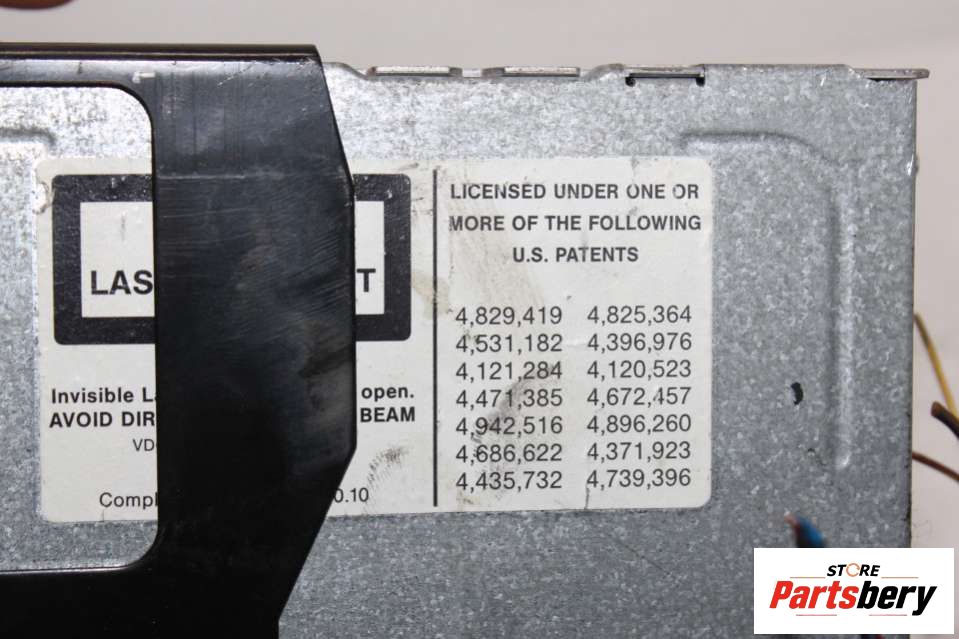 LAS T
Invisible L open.
AVOID DIR BEAM
VD
Compl 0.10
LICENSED UNDER ONE OR
MORE OF THE FOLLOWING
U.S. PATENTS
4,829,419 4,825,364
4,531,182 4,396,976
4,121,284 4,120,523
4,471,385 4,672,457
4,942,516 4,896,260
4,686,622 4,371,923
4,435,732 4,739,396
STORE
Partsbery